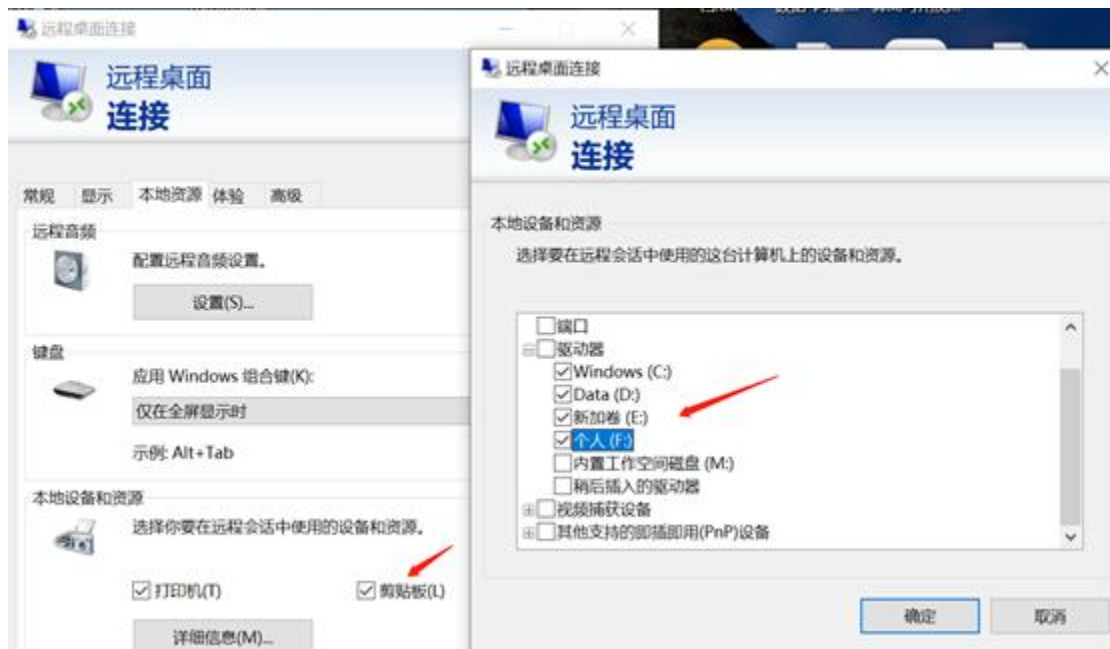 远程桌面连接
远程桌面
连接
常规 显示 本地资源 体验 高级
远程音频
配置远程音频设置。
设置(S)...
键盘
应用 Windows 组合键(K):
仅在全屏显示时
示例: Alt+Tab
本地设备和资源
选择你要在远程会话中使用的设备和资源。
打印机(T) 剪贴板(L)
详细信息(M)...
远程桌面连接
远程桌面
连接
本地设备和资源
选择要在远程会话中使用的这台计算机上的设备和资源。
端口
驱动器
Windows (C:)
Data (D:)
新加卷 (E:)
个人 (F:)
内置工作空间磁盘 (M:)
稍后插入的驱动器
视频捕获设备
其他支持的即插即用(PnP)设备
确定 取消